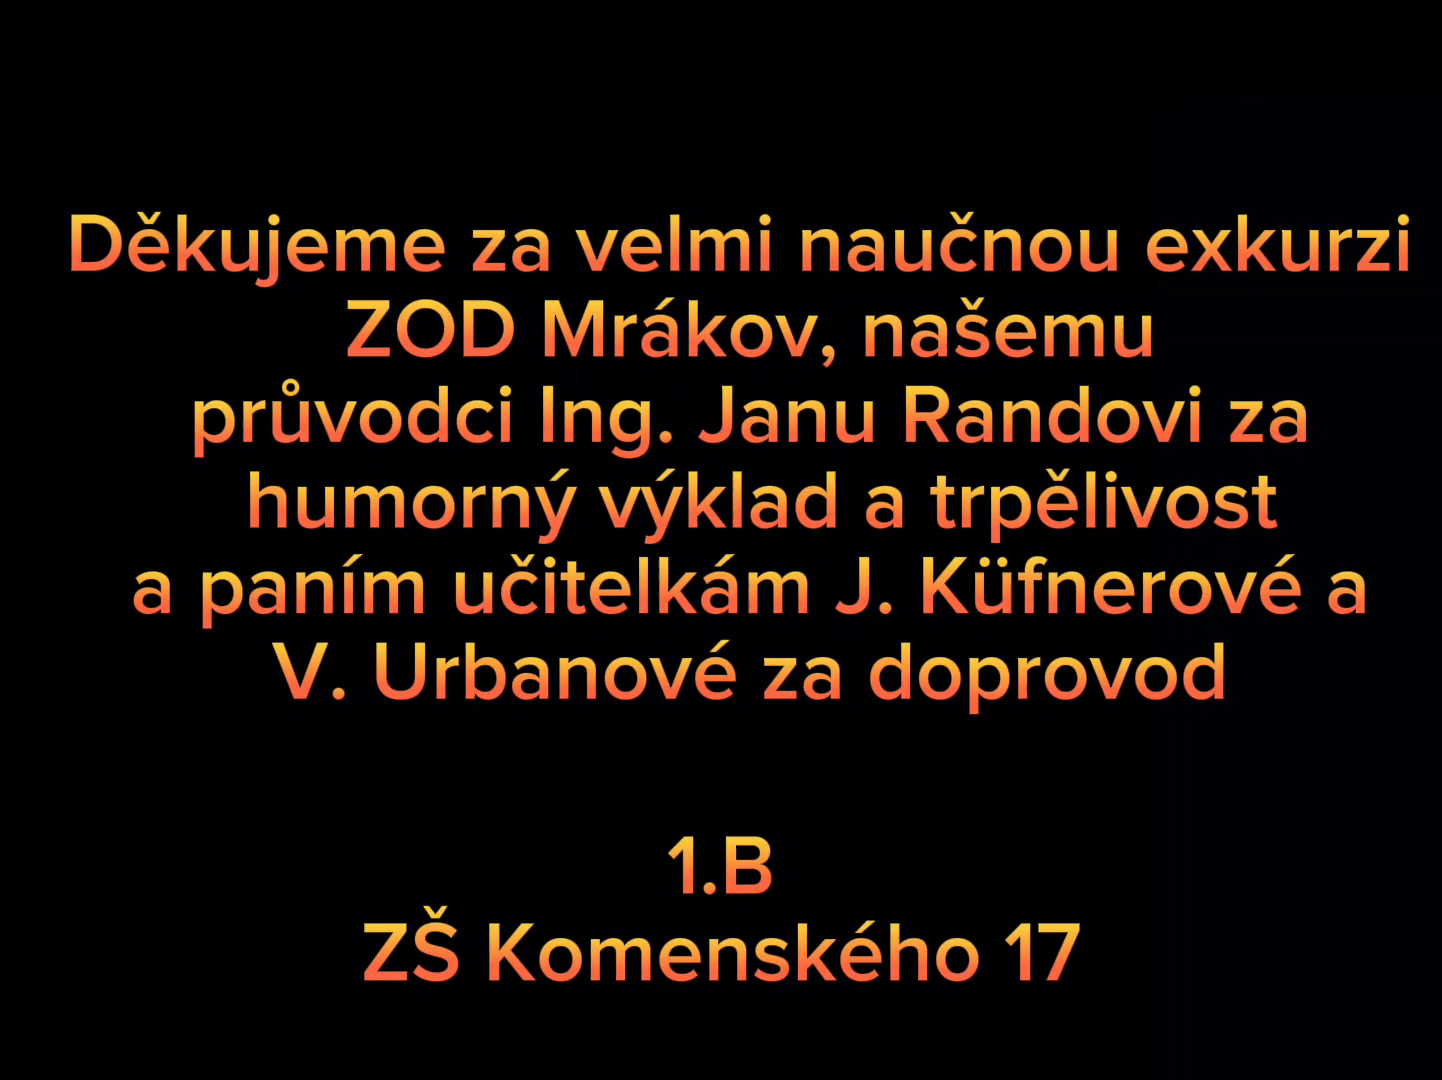 Děkujeme za velmi naučnou exkurzi
ZOD Mrákov, našemu
průvodci Ing. Janu Randovi za
humorný výklad a trpělivost
a paním učitelkám J. Küfnerové a
V. Urbanové za doprovod
1.B
ZŠ Komenského 17